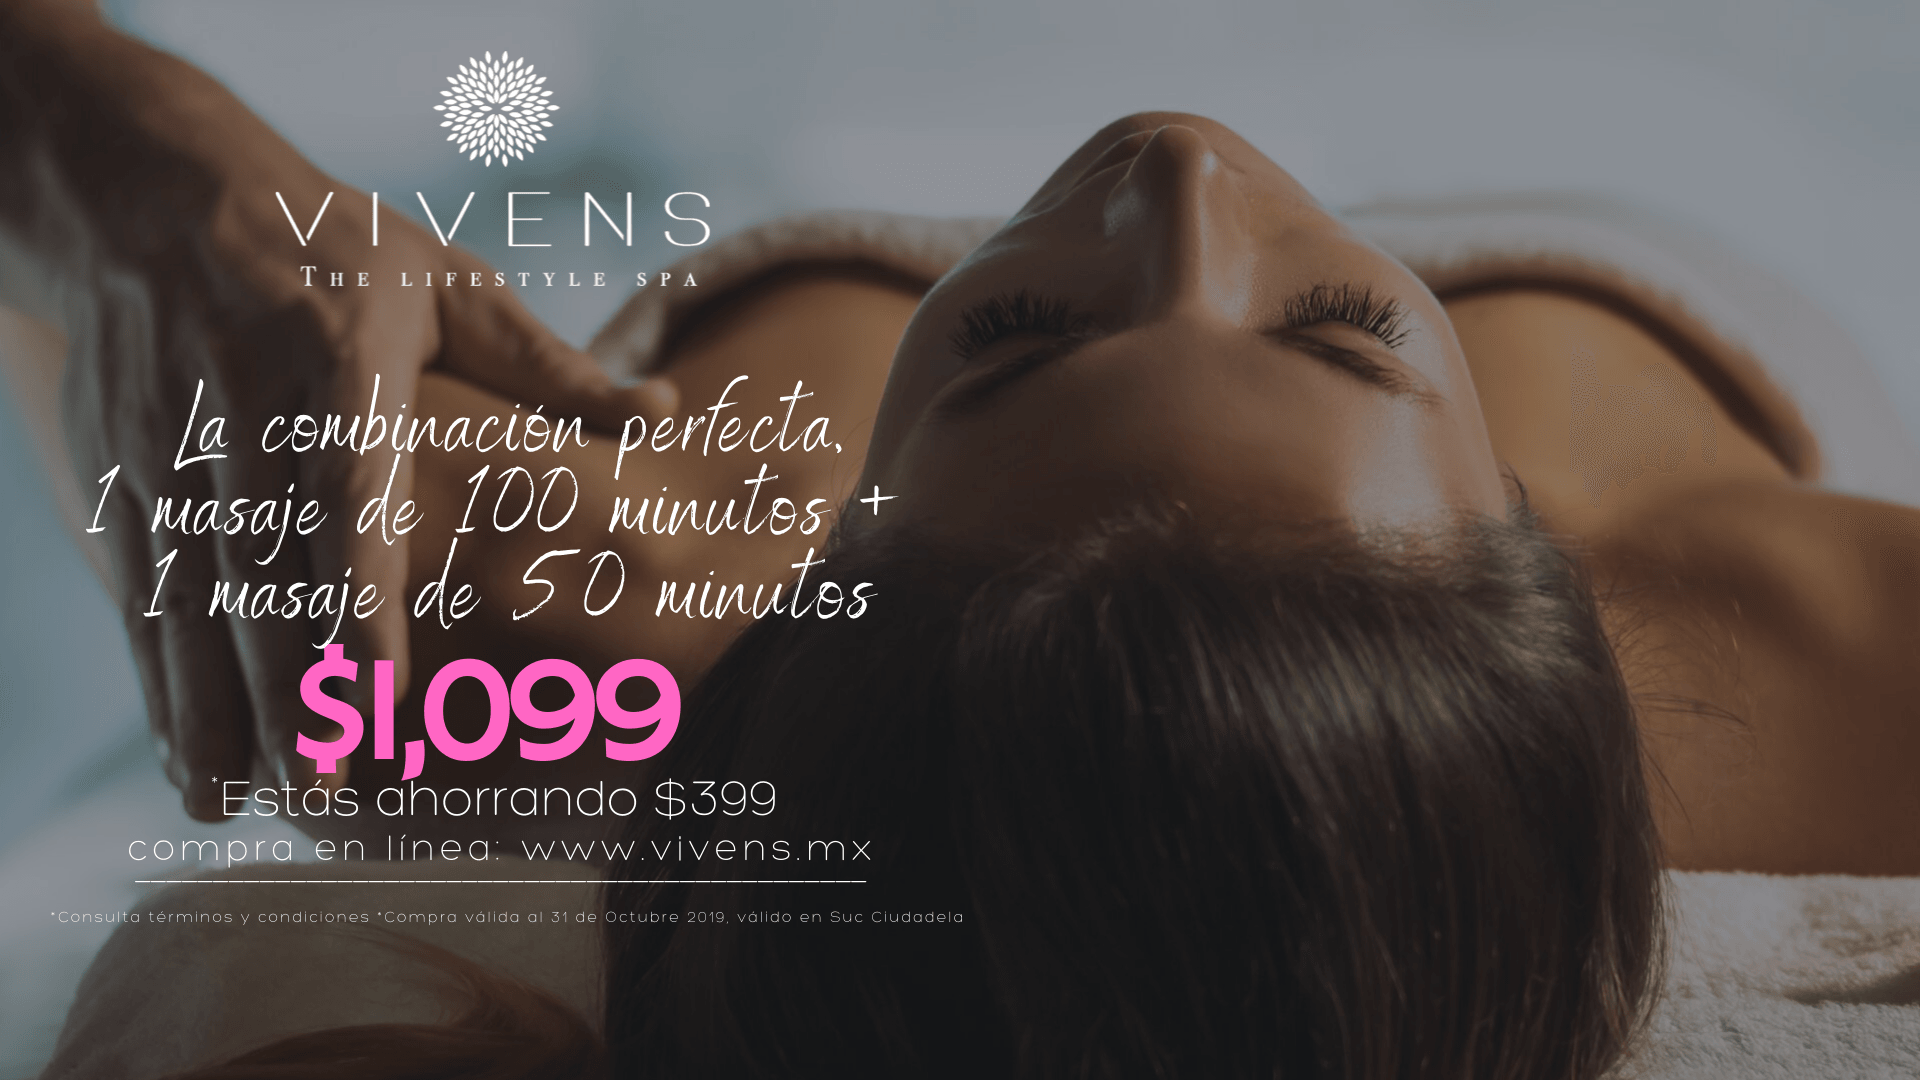 VIVENS
THE LIFESTYLE SPA
La combinación perfecta,
1 masaje de 100 minutos +
1 masaje de 50 minutos
$1,099
*Estás ahorrando $399
compra en línea: www.vivens.mx
*Consulta términos y condiciones *Compra válida al 31 de Octubre 2019, válido en Suc Ciudadela